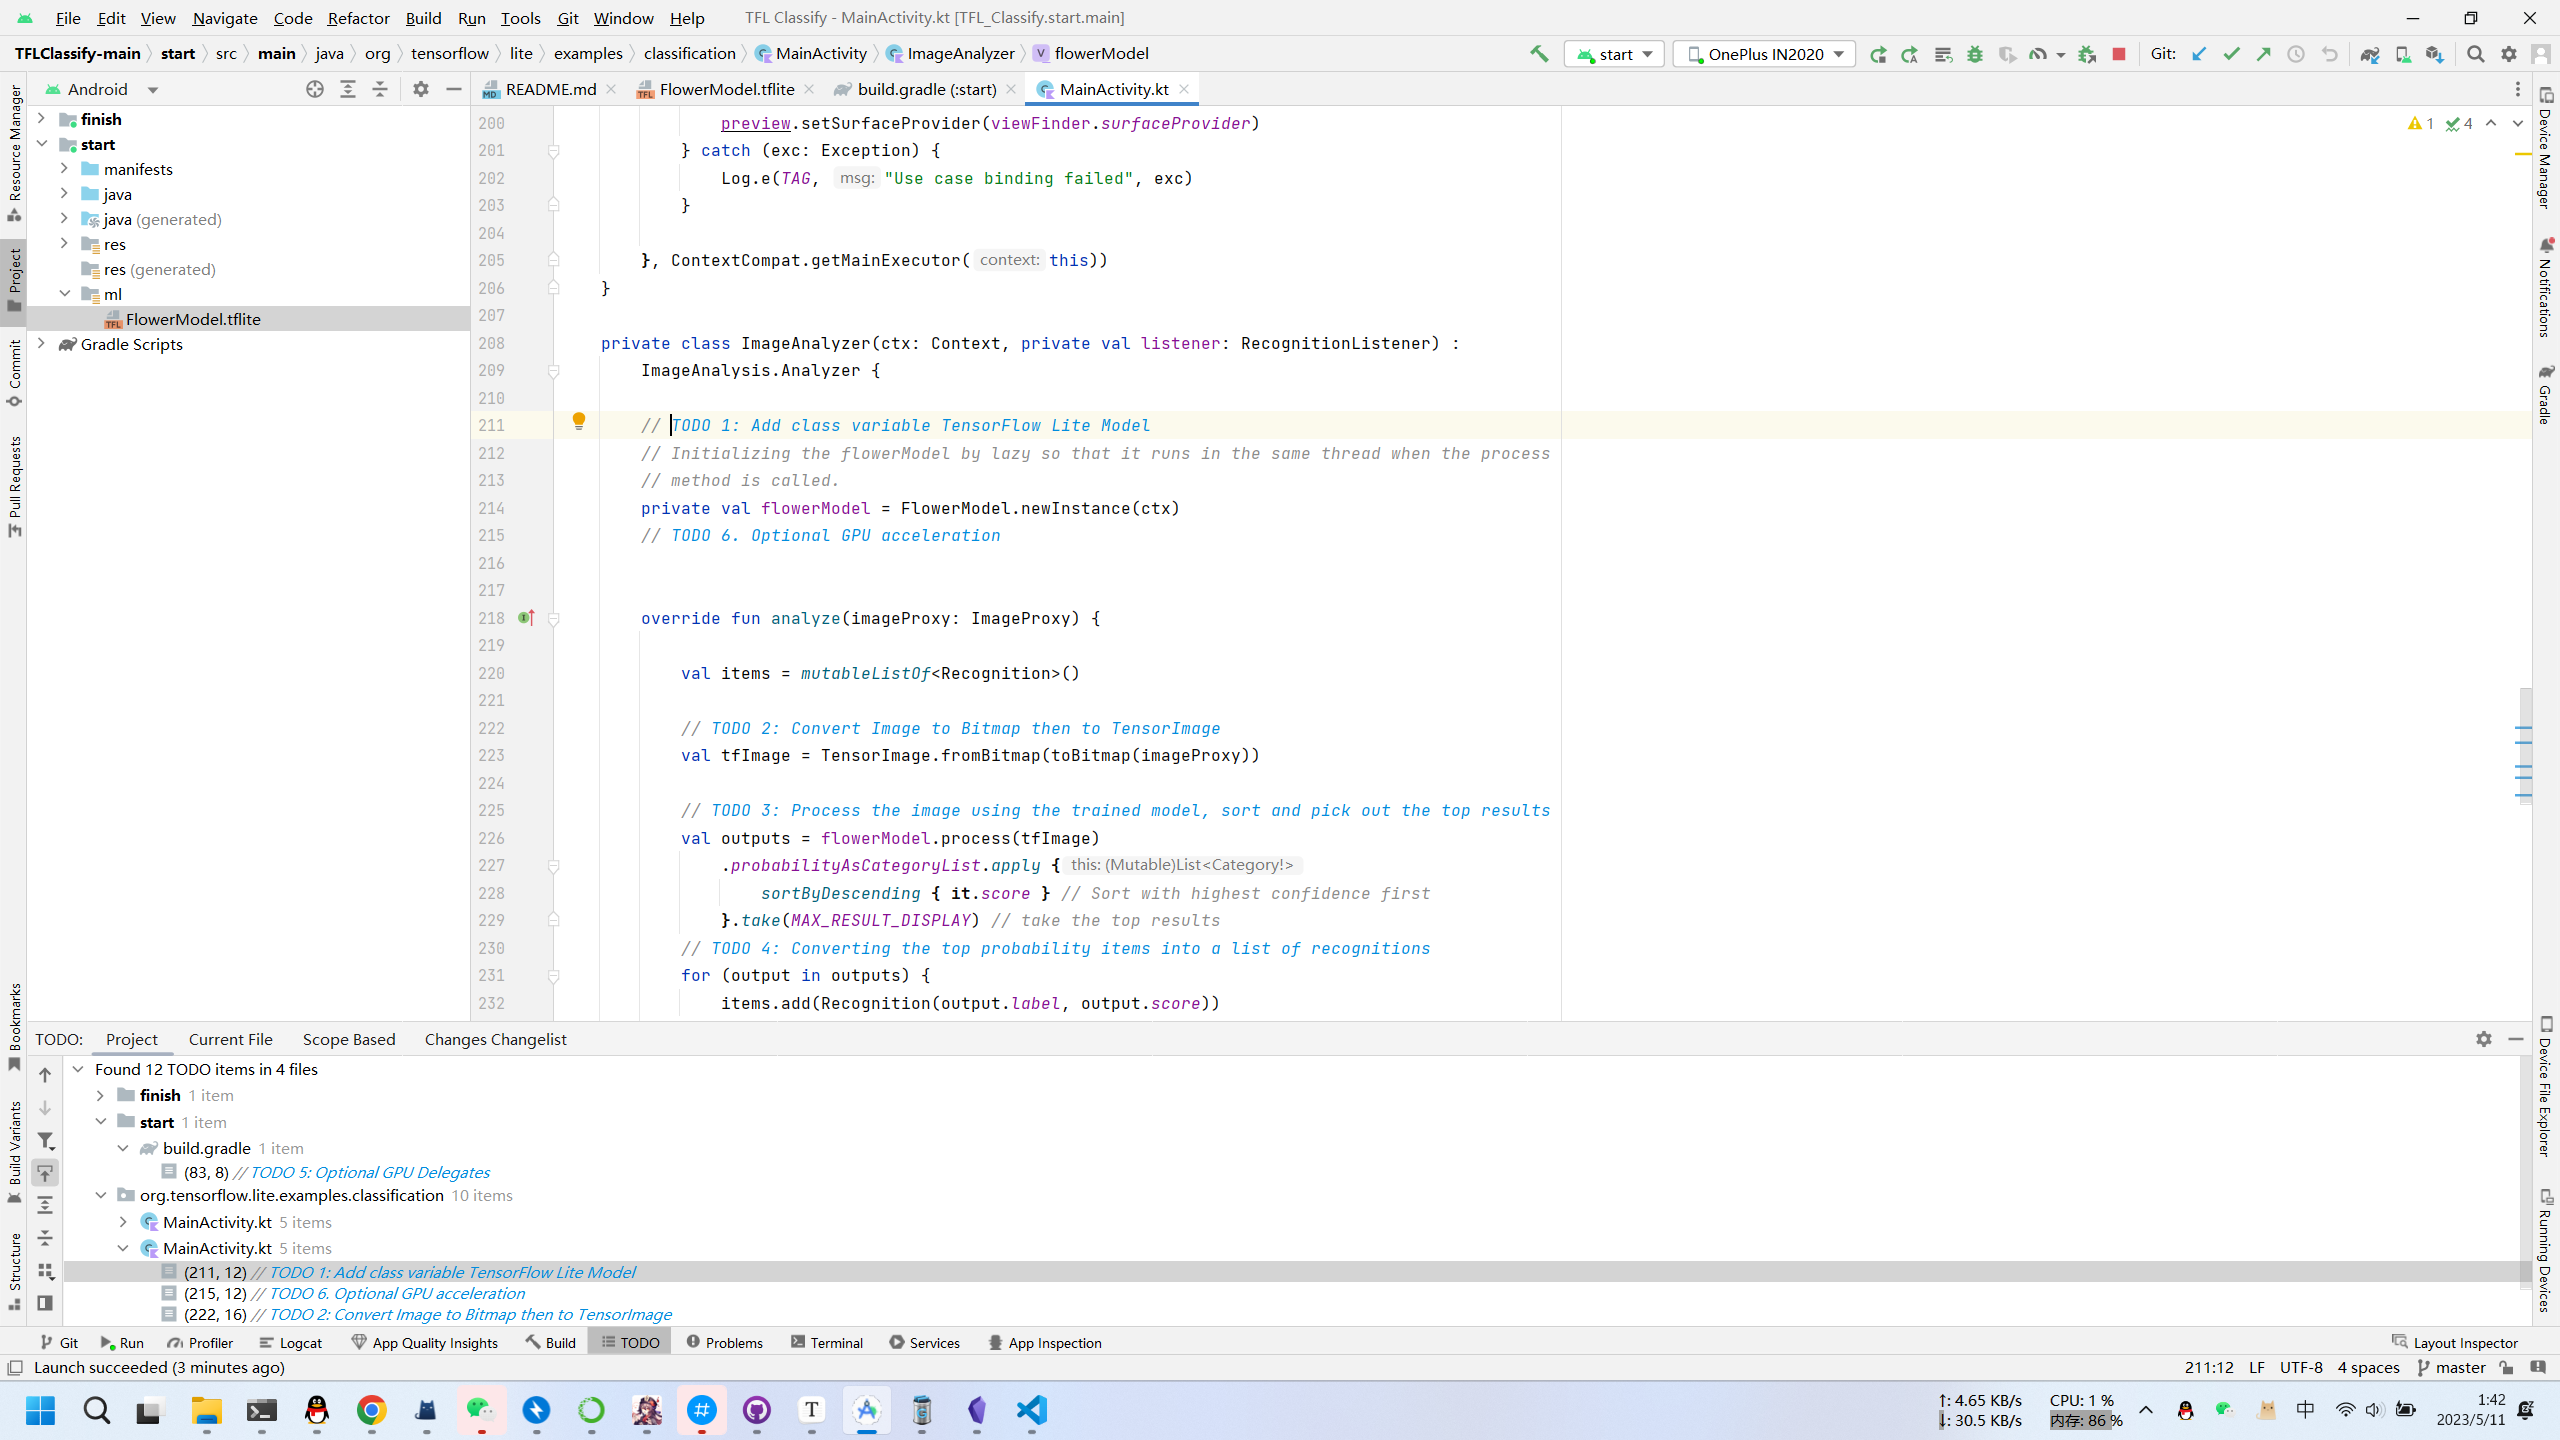 File Edit View Navigate Code Refactor Build Run Tools Git Window Help TFL Classify - MainActivity.kt [TFL_Classify.start.main]
TFLClassify-main start src main java org tensorflow lite examples classification MainActivity ImageAnalyzer flowerModel start OnePlus IN2020 Git:
Android README.md FlowerModel.tflite build.gradle (:start) MainActivity.kt
Resource Manager
Project
Commit
Pull Requests
Bookmarks
Build Variants
Structure
finish
start
manifests
java
java (generated)
res
res (generated)
ml
FlowerModel.tflite
Gradle Scripts
1 4
200 preview.setSurfaceProvider(viewFinder.surfaceProvider)
201 } catch (exc: Exception) {
202 Log.e(TAG, msg: "Use case binding failed", exc)
203 }
204
205 }, ContextCompat.getMainExecutor( context: this))
206 }
207
208 private class ImageAnalyzer(ctx: Context, private val listener: RecognitionListener) :
209 ImageAnalysis.Analyzer {
210
211 // TODO 1: Add class variable TensorFlow Lite Model
212 // Initializing the flowerModel by lazy so that it runs in the same thread when the process
213 // method is called.
214 private val flowerModel = FlowerModel.newInstance(ctx)
215 // TODO 6. Optional GPU acceleration
216
217
218 override fun analyze(imageProxy: ImageProxy) {
219
220 val items = mutableListOf<Recognition>()
221
222 // TODO 2: Convert Image to Bitmap then to TensorImage
223 val tfImage = TensorImage.fromBitmap(toBitmap(imageProxy))
224
225 // TODO 3: Process the image using the trained model, sort and pick out the top results
226 val outputs = flowerModel.process(tfImage)
227 .probabilityAsCategoryList.apply { this: (Mutable)List<Category!>
228 sortByDescending { it.score } // Sort with highest confidence first
229 }.take(MAX_RESULT_DISPLAY) // take the top results
230 // TODO 4: Converting the top probability items into a list of recognitions
231 for (output in outputs) {
232 items.add(Recognition(output.label, output.score))
Device Manager
Notifications
Gradle
Device File Explorer
Running Devices
TODO: Project Current File Scope Based Changes Changelist
Found 12 TODO items in 4 files
finish 1 item
start 1 item
build.gradle 1 item
(83, 8) // TODO 5: Optional GPU Delegates
org.tensorflow.lite.examples.classification 10 items
MainActivity.kt 5 items
MainActivity.kt 5 items
(211, 12) // TODO 1: Add class variable TensorFlow Lite Model
(215, 12) // TODO 6. Optional GPU acceleration
(222, 16) // TODO 2: Convert Image to Bitmap then to TensorImage
Git Run Profiler Logcat App Quality Insights Build TODO Problems Terminal Services App Inspection Layout Inspector
Launch succeeded (3 minutes ago) 211:12 LF UTF-8 4 spaces master
↑: 4.65 KB/s CPU: 1 % 中 1:42
↓: 30.5 KB/s 内存: 86 % 2023/5/11